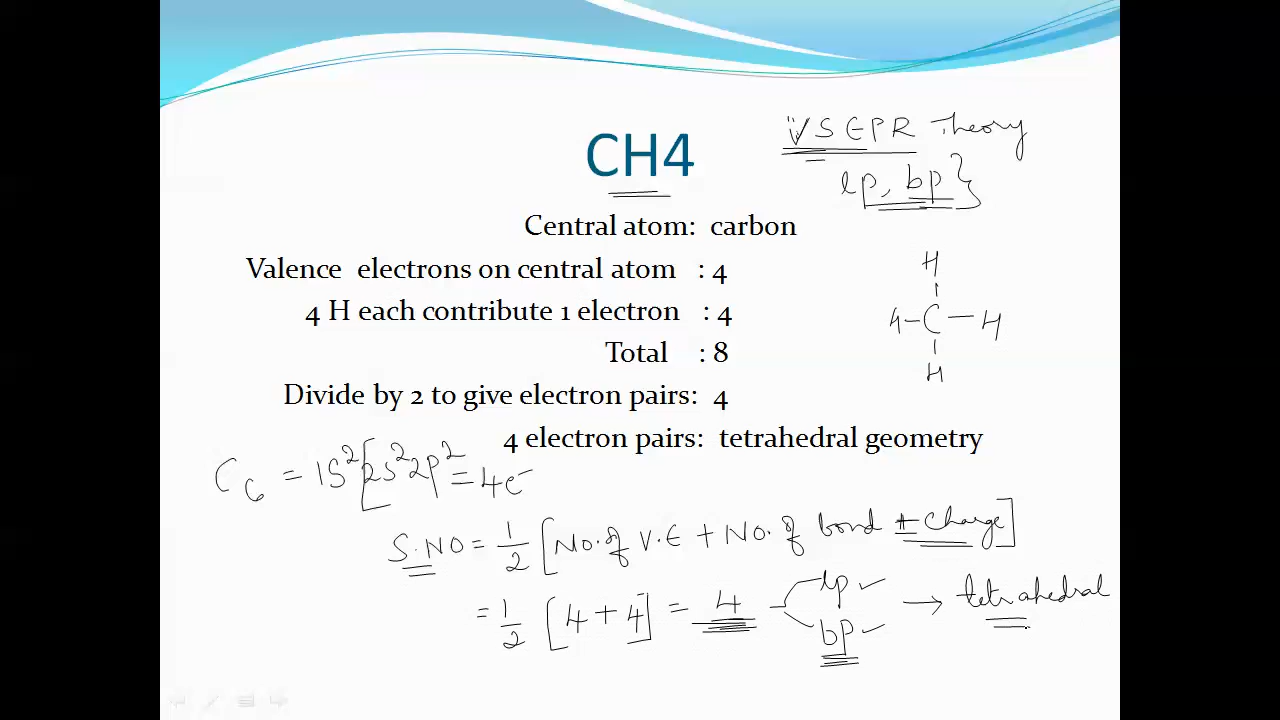 VSEPR Theory
CH4
lp, bp}
Central atom: carbon
Valence electrons on central atom : 4
4 H each contribute 1 electron : 4
Total : 8
Divide by 2 to give electron pairs: 4
4 electron pairs: tetrahedral geometry
H
H-C-H
H
C6 = 1S² [2S² 2P² = 4e-
S.NO = 1/2 [NO. of V.E + NO. of bond ± Charge]
= 1/2 [4 + 4] = 4 lp ✓ bp ✓ → tetrahedral